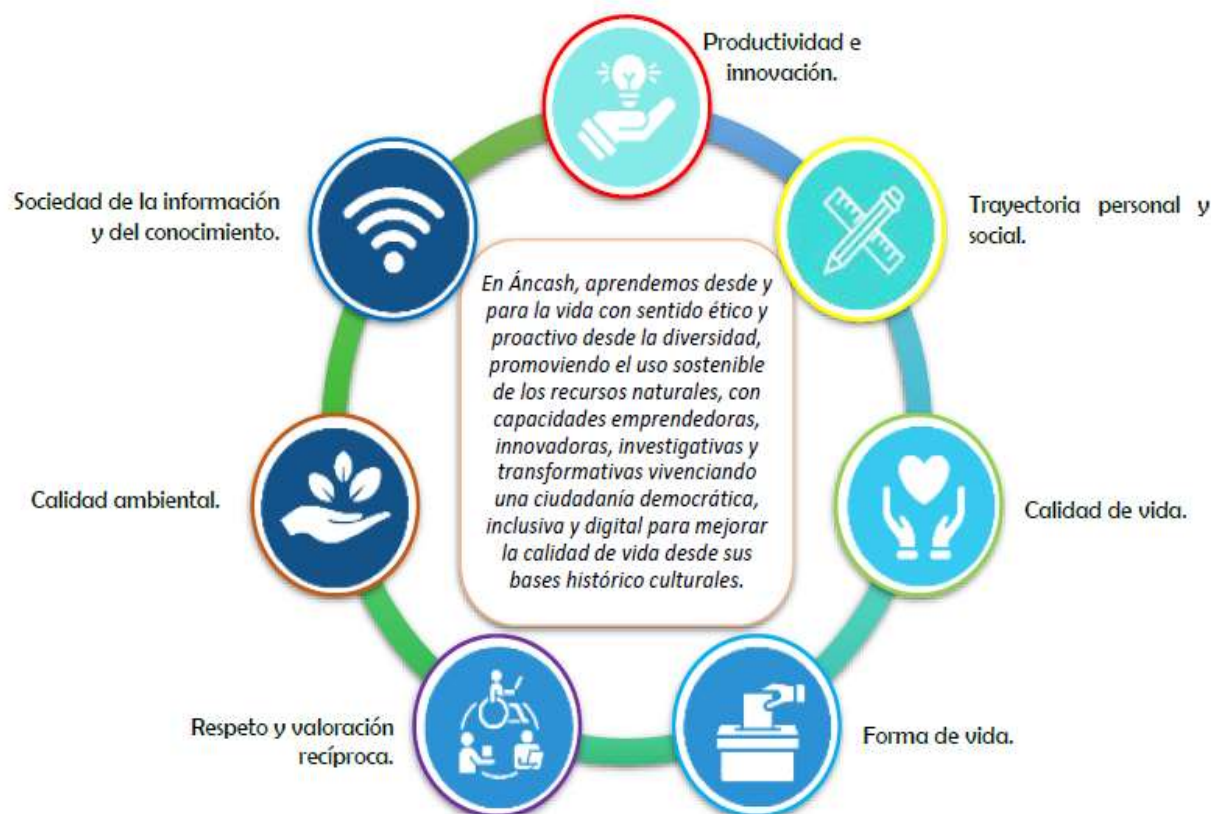 Productividad e
innovación.
Trayectoria personal y
social.
Calidad de vida.
Forma de vida.
Respeto y valoración
recíproca.
Calidad ambiental.
Sociedad de la información
y del conocimiento.
En Áncash, aprendemos desde y
para la vida con sentido ético y
proactivo desde la diversidad,
promoviendo el uso sostenible
de los recursos naturales, con
capacidades emprendedoras,
innovadoras, investigativas y
transformativas vivenciando
una ciudadanía democrática,
inclusiva y digital para mejorar
la calidad de vida desde sus
bases histórico culturales.